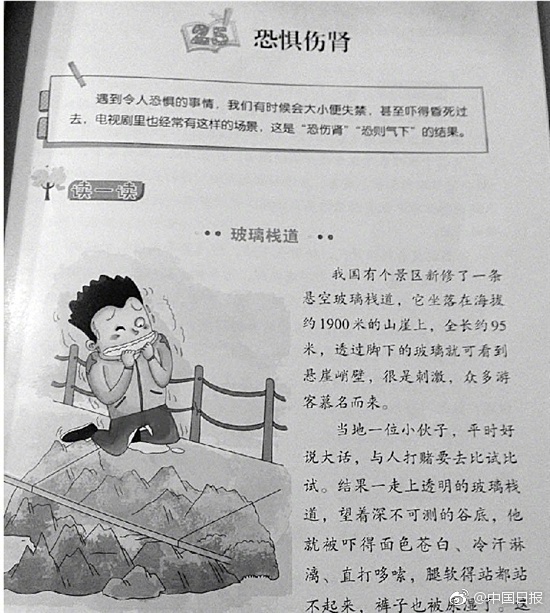 25 恐惧伤肾
遇到令人恐惧的事情，我们有时候会大小便失禁，甚至吓得昏死过
去，电视剧里也经常有这样的场景，这是“恐伤肾”“恐则气下”的结果。
读一读
玻璃栈道
我国有个景区新修了一条
悬空玻璃栈道，它坐落在海拔
约1900米的山崖上，全长约95
米，透过脚下的玻璃就可看到
悬崖峭壁，很是刺激，众多游
客慕名而来。
当地一位小伙子，平时好
说大话，与人打赌要去比试比
试。结果一走上透明的玻璃栈
道，望着深不可测的谷底，他
就被吓得面色苍白、冷汗淋
漓、直打哆嗦，腿软得站都站
不起来，裤子也被尿湿了。这
@中国日报